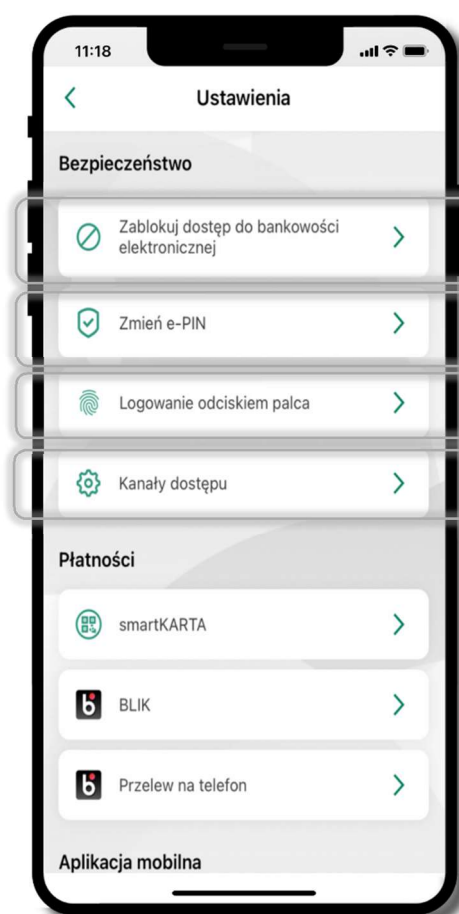 11:18
Ustawienia
Bezpieczeństwo
Zablokuj dostęp do bankowości
elektronicznej
Zmień e-PIN
Logowanie odciskiem palca
Kanały dostępu
Płatności
smartKARTA
BLIK
Przelew na telefon
Aplikacja mobilna